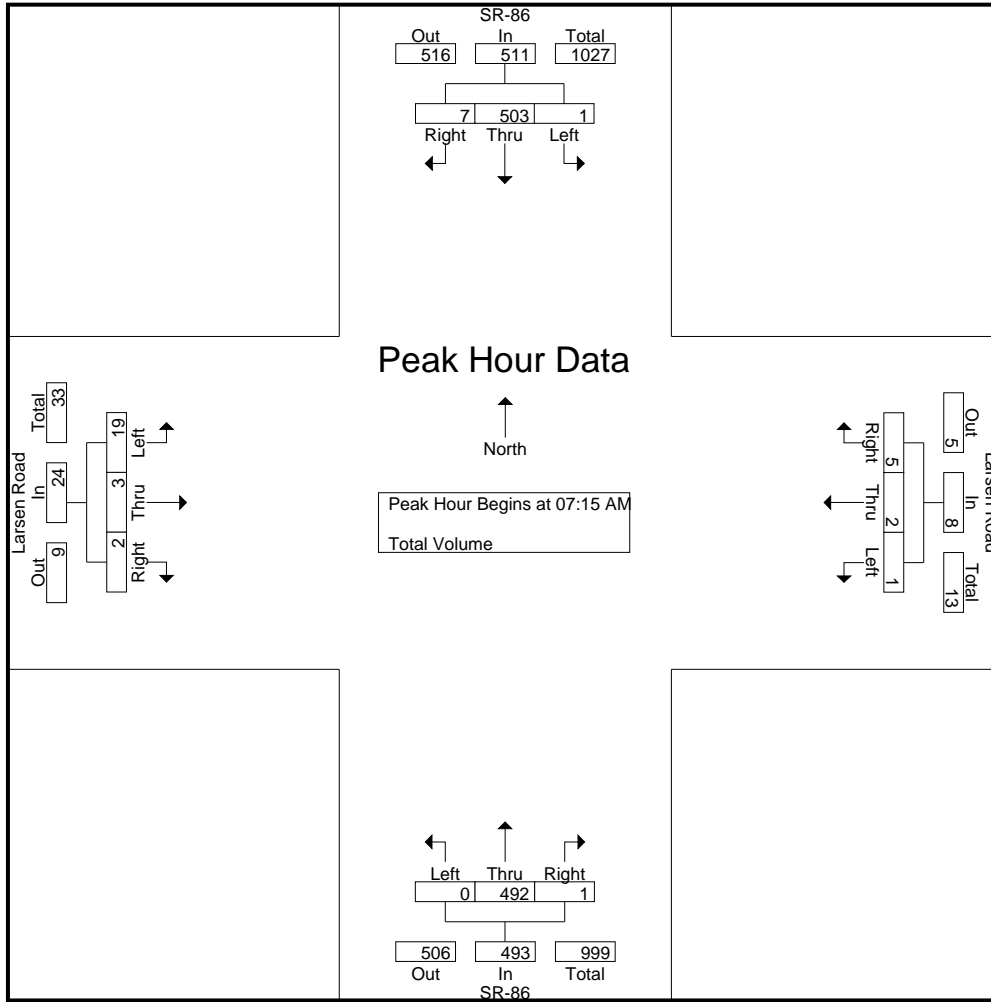 SR-86
Out In Total
516 511 1027
7 503 1
Right Thru Left
Peak Hour Data
North
Peak Hour Begins at 07:15 AM
Total Volume
Larsen Road
Out In Total
9 24 33
2 3 19
Right Thru Left
Larsen Road
Out In Total
5 8 13
5 2 1
Right Thru Left
Left Thru Right
0 492 1
506 493 999
Out In Total
SR-86